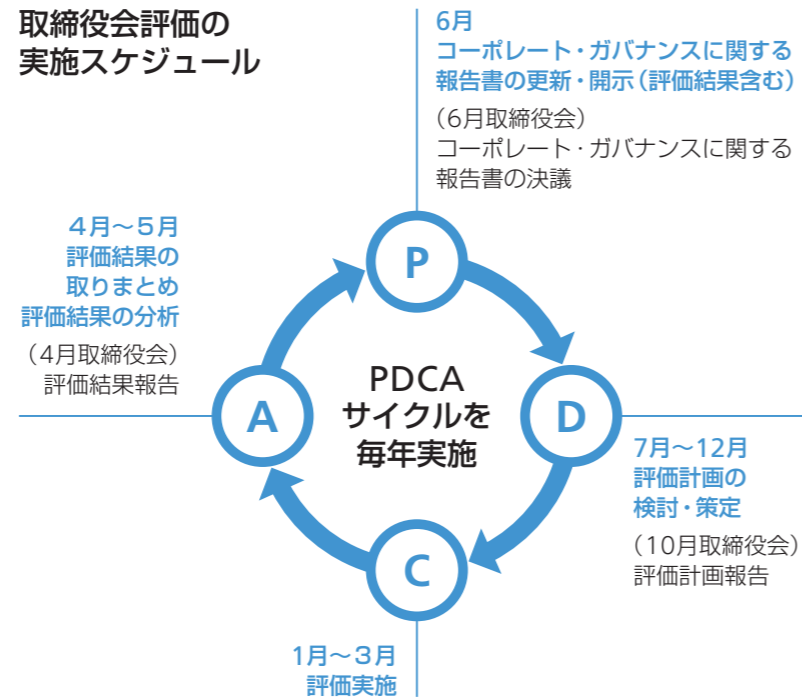 取締役会評価の
実施スケジュール
6月
コーポレート・ガバナンスに関する
報告書の更新・開示(評価結果含む)
(6月取締役会)
コーポレート・ガバナンスに関する
報告書の決議
4月～5月
評価結果の
取りまとめ
評価結果の分析
(4月取締役会)
評価結果報告
P
A
PDCA
サイクルを
毎年実施
D
7月～12月
評価計画の
検討・策定
(10月取締役会)
評価計画報告
C
1月～3月
評価実施